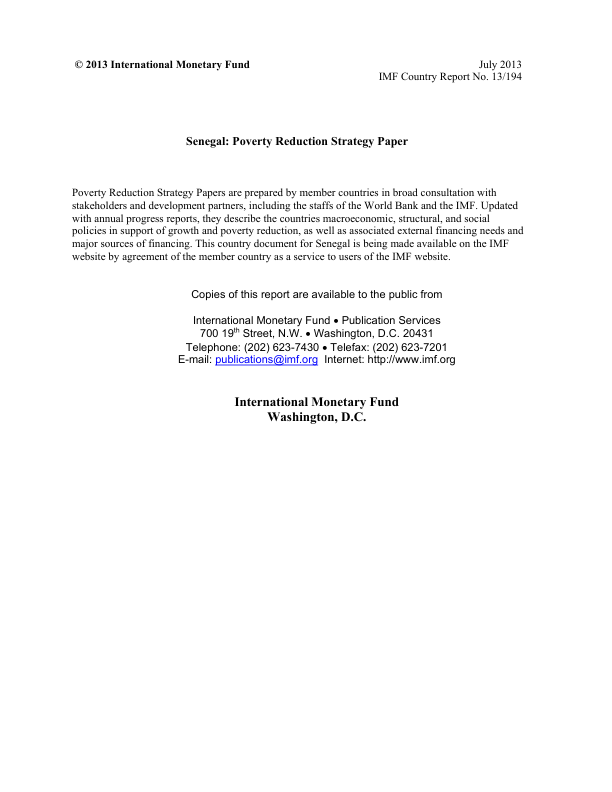 © 2013 International Monetary Fund July 2013
IMF Country Report No. 13/194
Senegal: Poverty Reduction Strategy Paper
Poverty Reduction Strategy Papers are prepared by member countries in broad consultation with
stakeholders and development partners, including the staffs of the World Bank and the IMF. Updated
with annual progress reports, they describe the countries macroeconomic, structural, and social
policies in support of growth and poverty reduction, as well as associated external financing needs and
major sources of financing. This country document for Senegal is being made available on the IMF
website by agreement of the member country as a service to users of the IMF website.
Copies of this report are available to the public from
International Monetary Fund • Publication Services
700 19th Street, N.W. • Washington, D.C. 20431
Telephone: (202) 623-7430 • Telefax: (202) 623-7201
E-mail: publications@imf.org Internet: http://www.imf.org
International Monetary Fund
Washington, D.C.